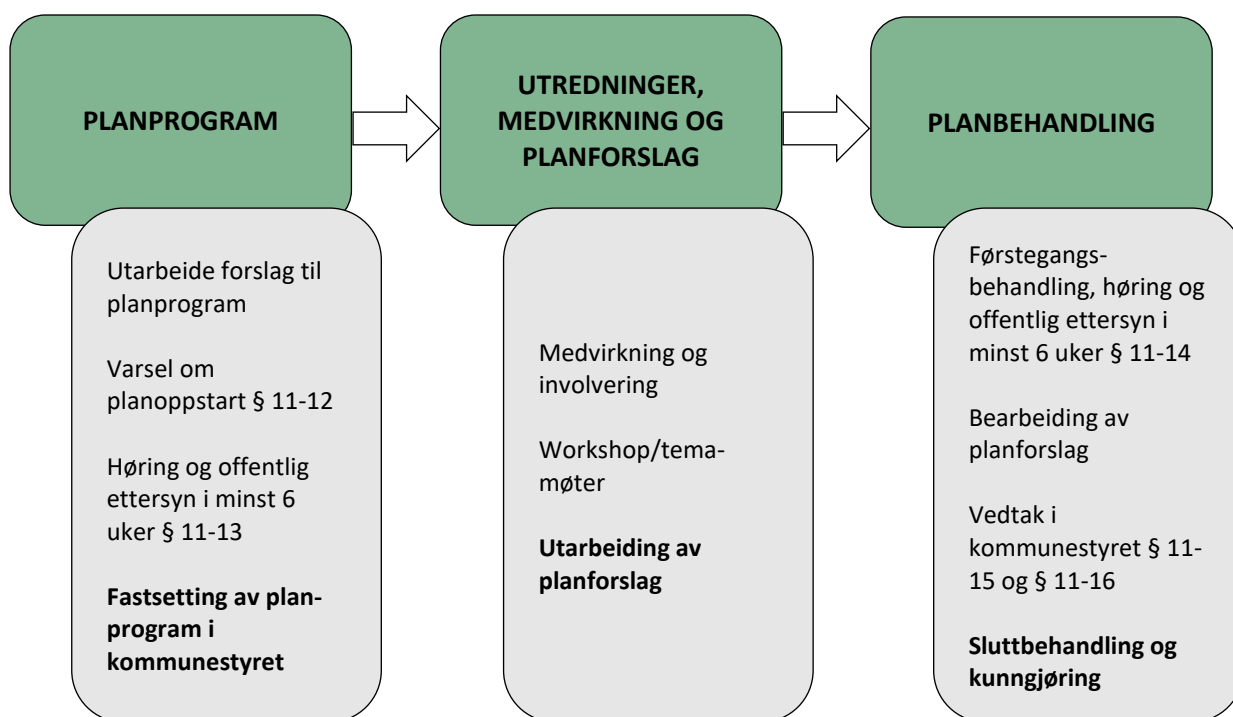 PLANPROGRAM
Utarbeide forslag til
planprogram
Varsel om
planoppstart § 11-12
Høring og offentlig
ettersyn i minst 6
uker § 11-13
Fastsetting av plan-
program i
kommunestyret
UTREDNINGER,
MEDVIRKNING OG
PLANFORSLAG
Medvirkning og
involvering
Workshop/tema-
møter
Utarbeiding av
planforslag
PLANBEHANDLING
Førstegangs-
behandling, høring og
offentlig ettersyn i
minst 6 uker § 11-14
Bearbeiding av
planforslag
Vedtak i
kommunestyret § 11-
15 og § 11-16
Sluttbehandling og
kunngjøring